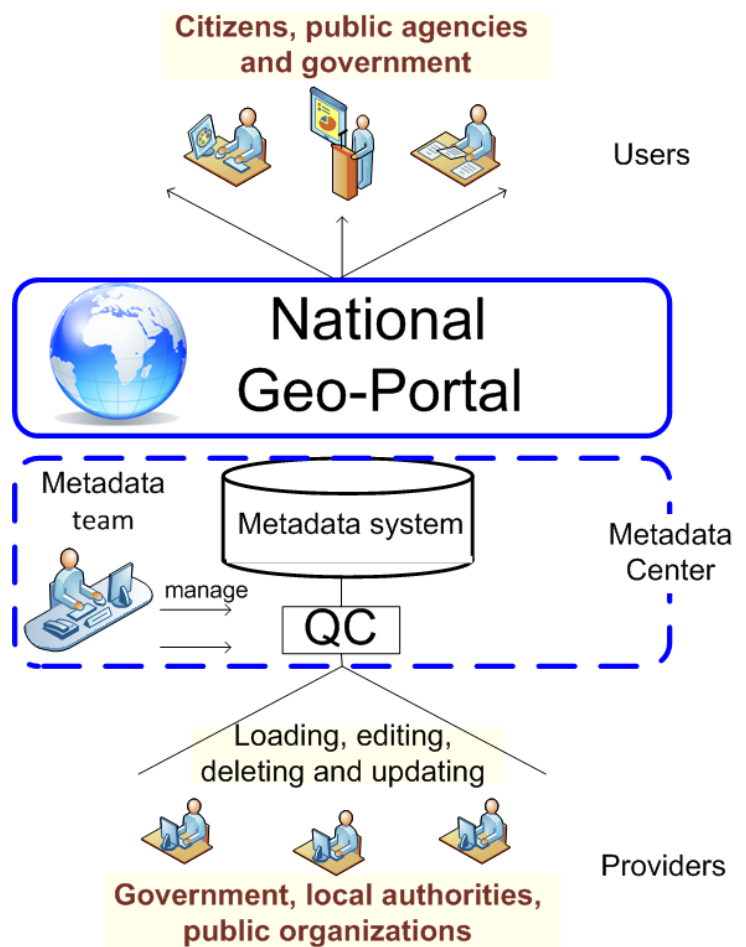 Citizens, public agencies
and government
Users
National
Geo-Portal
Metadata
team
Metadata system
Metadata
Center
manage
QC
Loading, editing,
deleting and updating
Providers
Government, local authorities,
public organizations